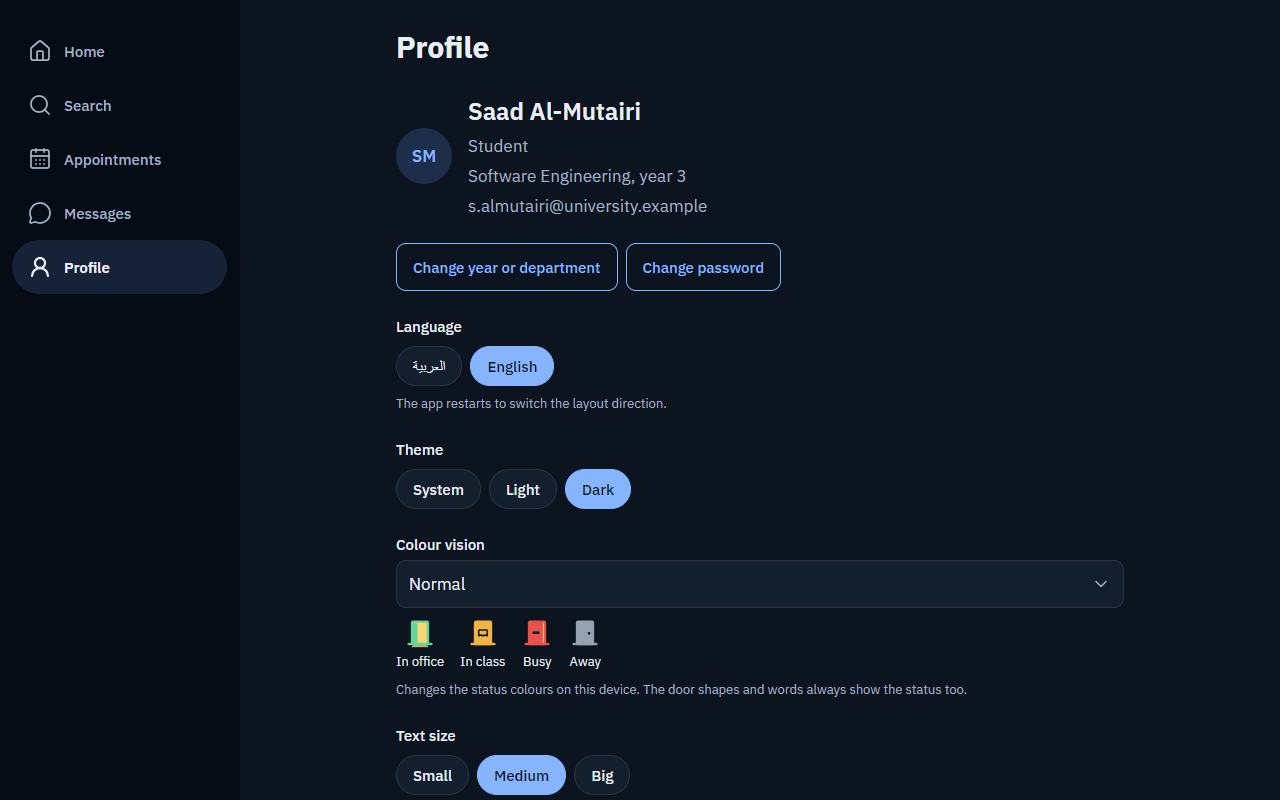 Home
Search
Appointments
Messages
Profile
Profile
SM
Saad Al-Mutairi
Student
Software Engineering, year 3
s.almutairi@university.example
Change year or department
Change password
Language
العربية
English
The app restarts to switch the layout direction.
Theme
System
Light
Dark
Colour vision
Normal
In office
In class
Busy
Away
Changes the status colours on this device. The door shapes and words always show the status too.
Text size
Small
Medium
Big